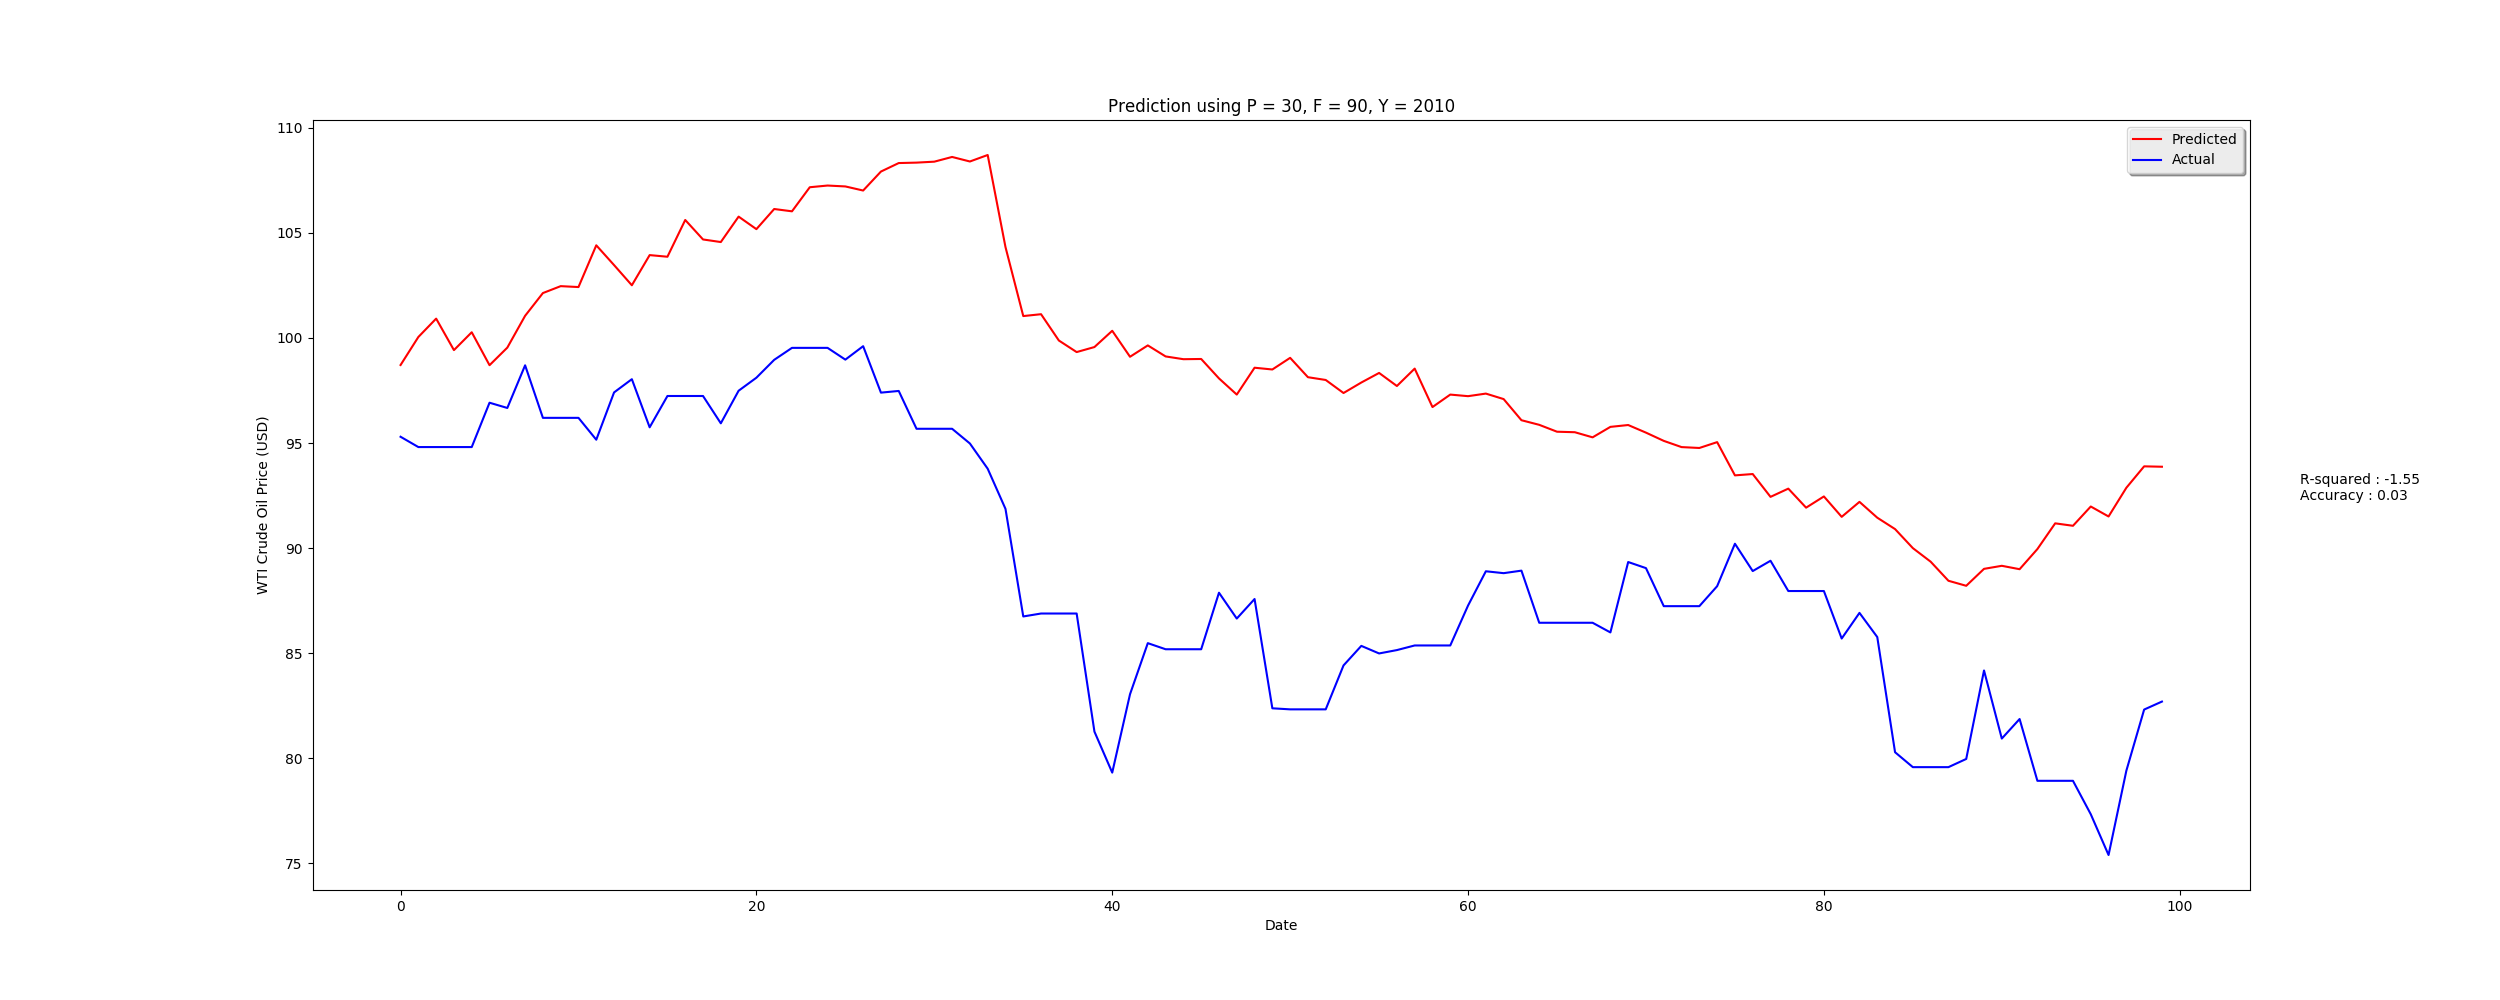 Prediction using P = 30, F = 90, Y = 2010
Predicted
Actual
110
105
100
95
90
85
80
75
WTI Crude Oil Price (USD)
0
20
40
60
80
100
Date
R-squared : -1.55
Accuracy : 0.03